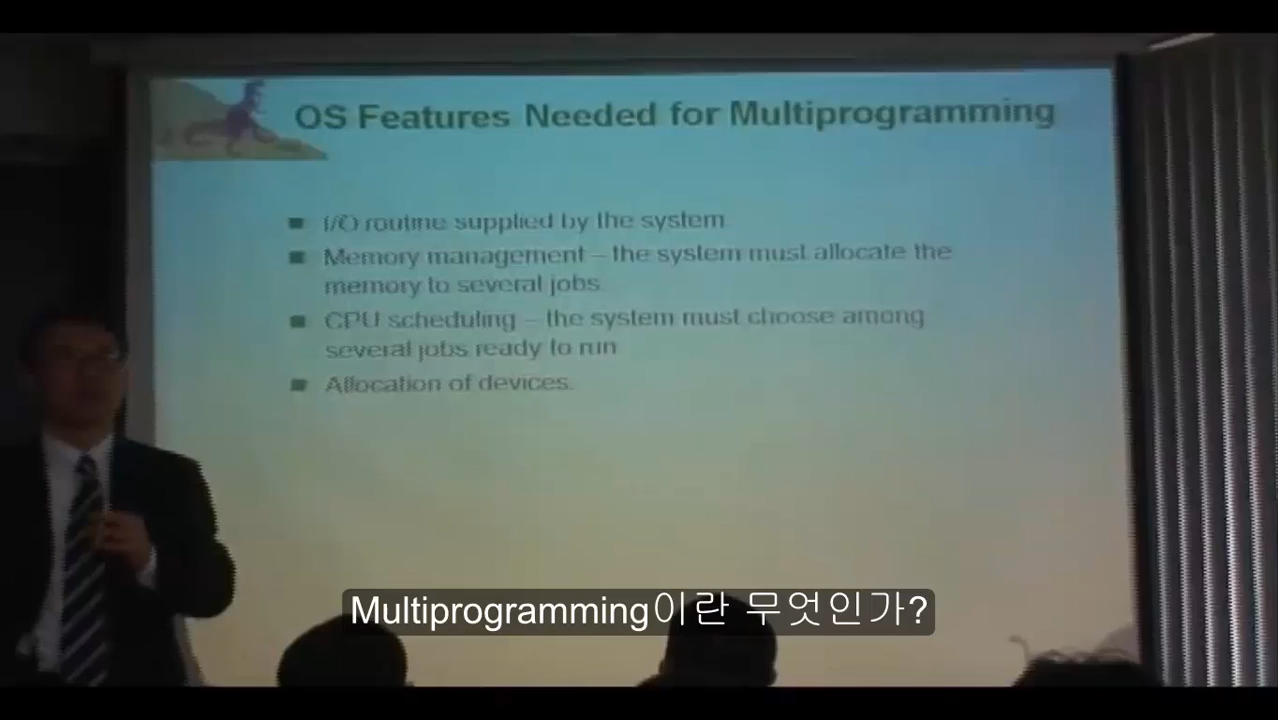 OS Features Needed for Multiprogramming
I/O routine supplied by the system.
Memory management – the system must allocate the
memory to several jobs.
CPU scheduling – the system must choose among
several jobs ready to run
Allocation of devices.
Multiprogramming이란 무엇인가?